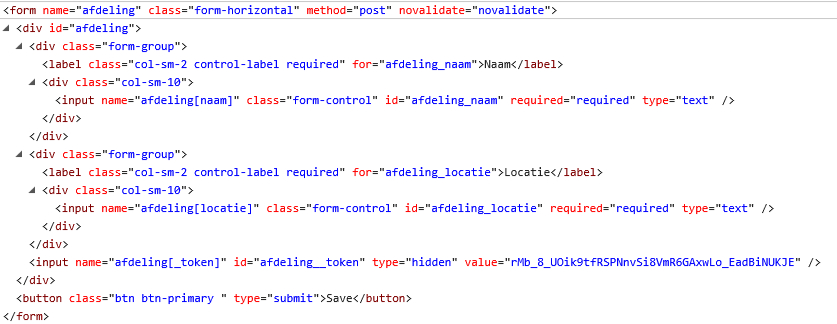 <form name="afdeling" class="form-horizontal" method="post" novalidate="novalidate">
<div id="afdeling">
<div class="form-group">
<label class="col-sm-2 control-label required" for="afdeling_naam">Naam</label>
<div class="col-sm-10">
<input name="afdeling[naam]" class="form-control" id="afdeling_naam" required="required" type="text" />
</div>
</div>
<div class="form-group">
<label class="col-sm-2 control-label required" for="afdeling_locatie">Locatie</label>
<div class="col-sm-10">
<input name="afdeling[locatie]" class="form-control" id="afdeling_locatie" required="required" type="text" />
</div>
</div>
<input name="afdeling[_token]" id="afdeling__token" type="hidden" value="rMb_8_UOik9tfRSPNnvSi8VmR6GAxwLo_EadBiNUKJE" />
</div>
<button class="btn btn-primary " type="submit">Save</button>
</form>